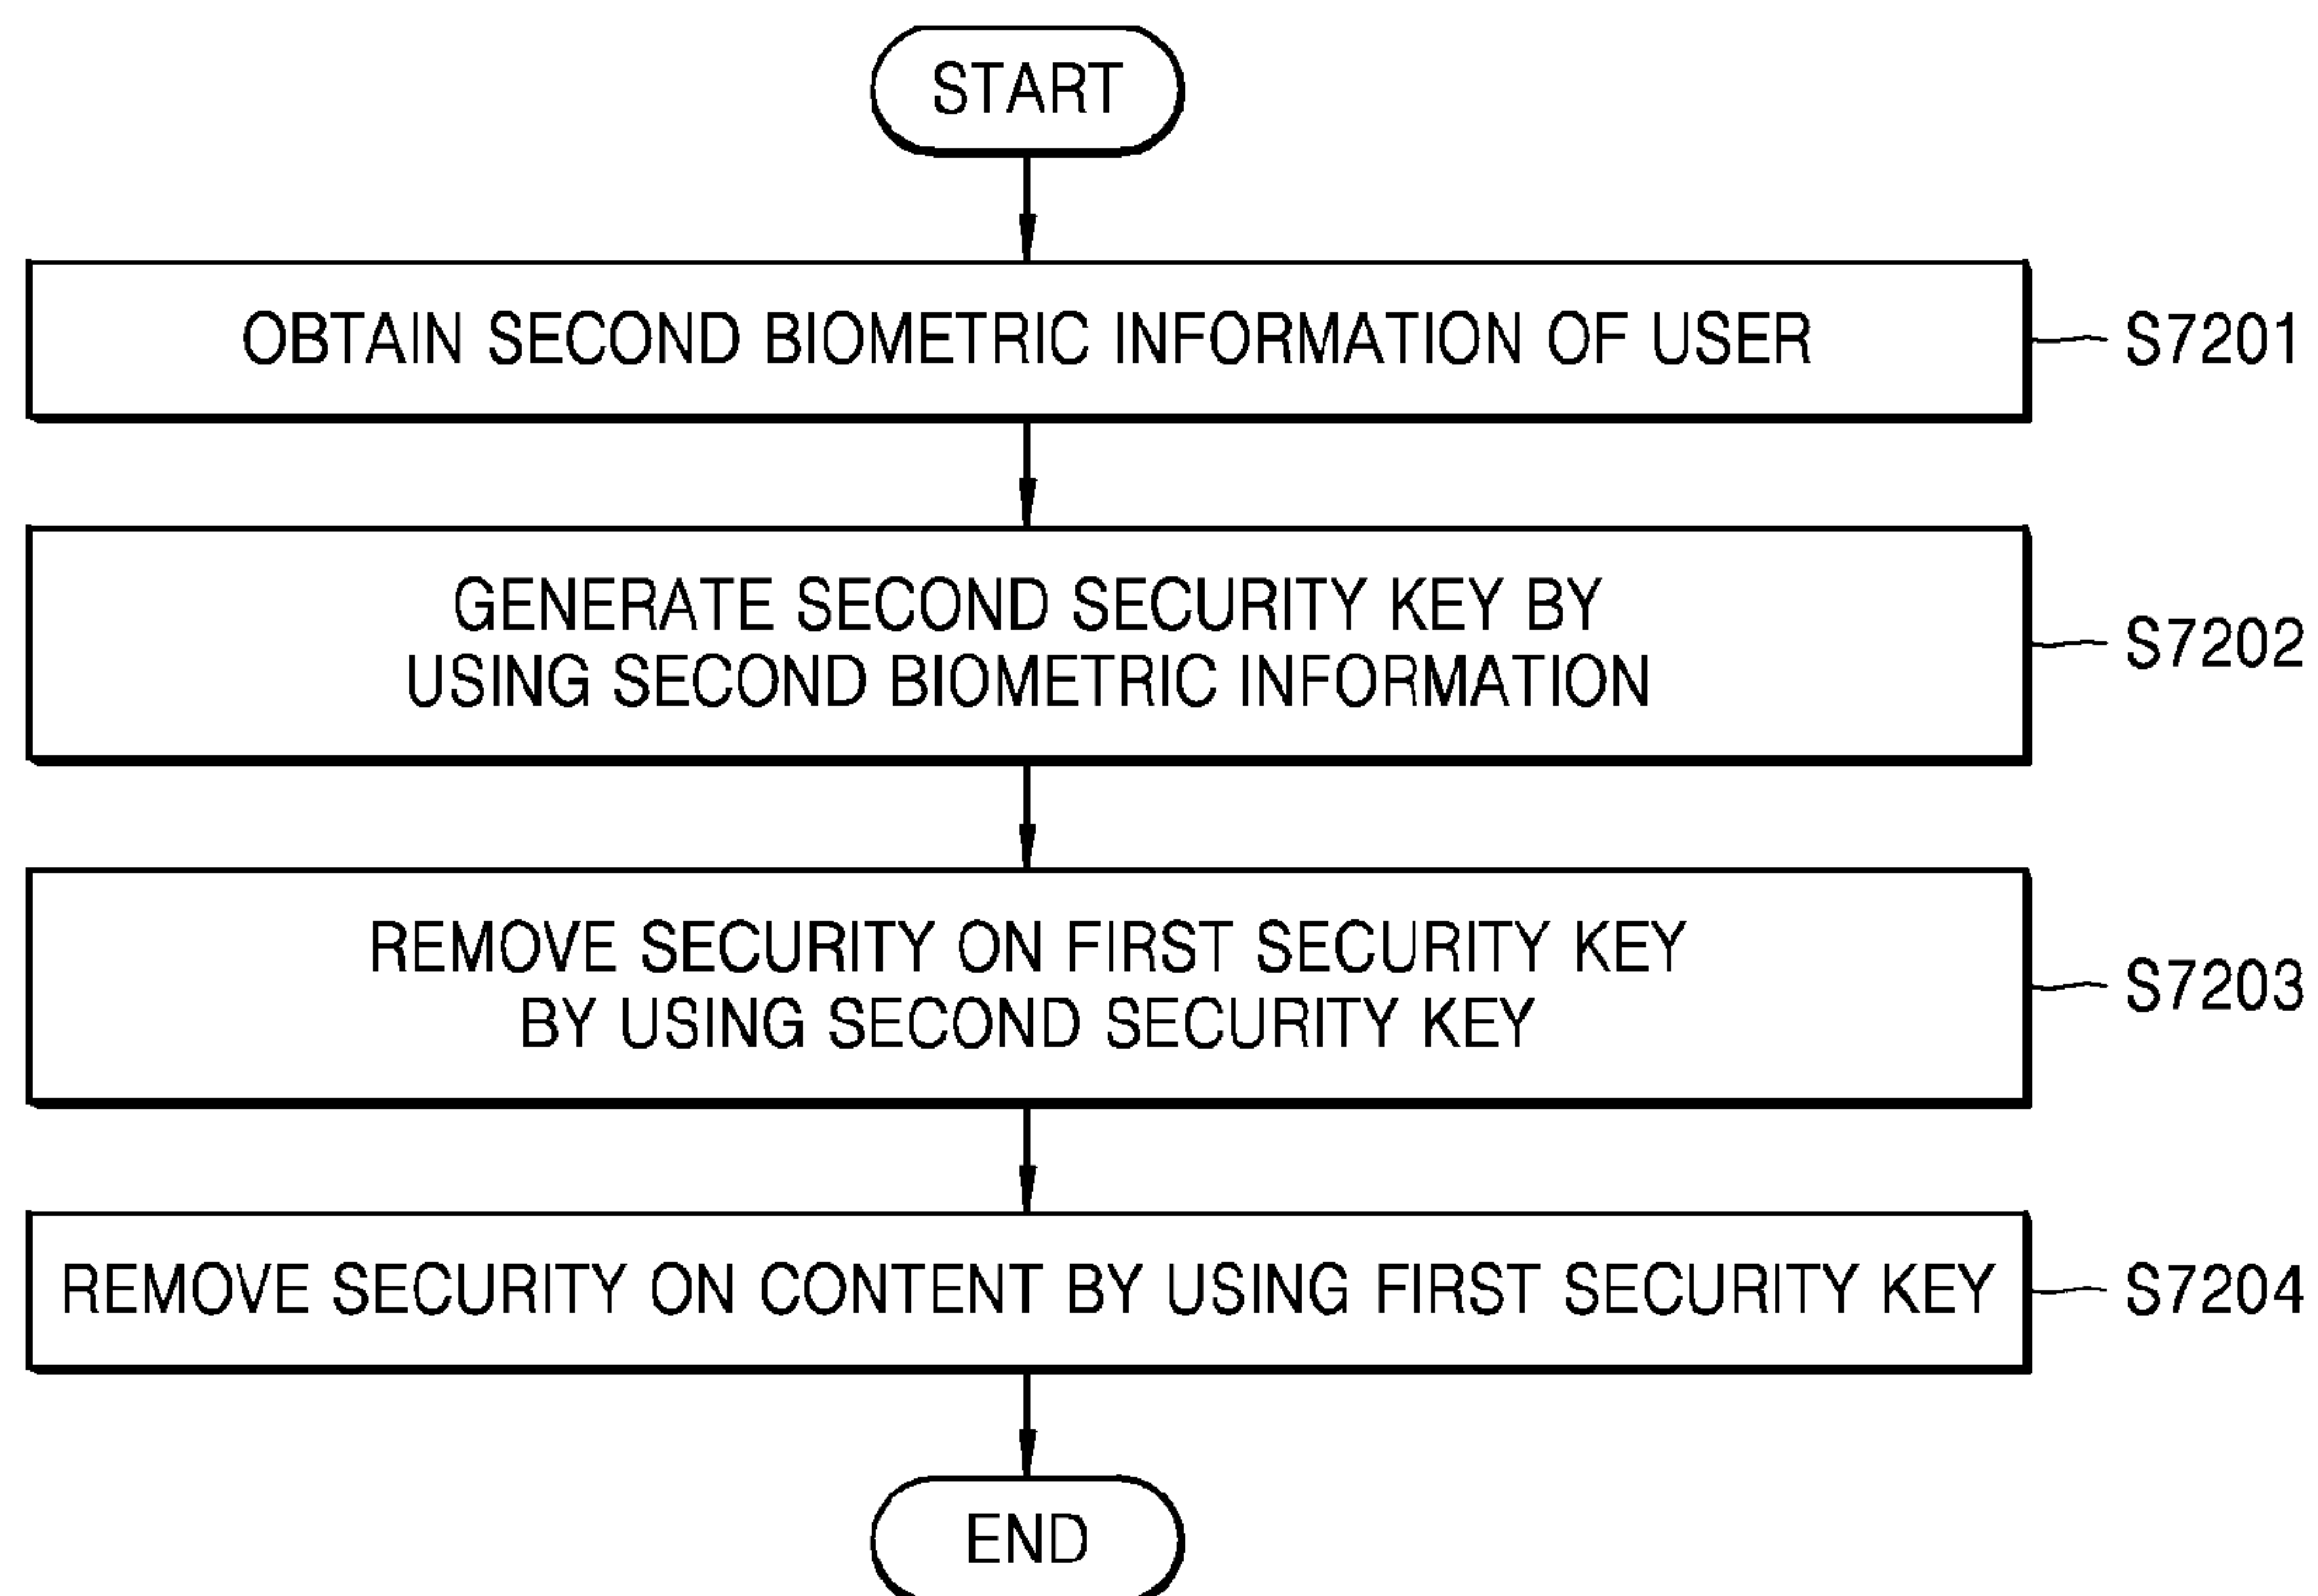 START
OBTAIN SECOND BIOMETRIC INFORMATION OF USER
S7201
GENERATE SECOND SECURITY KEY BY
USING SECOND BIOMETRIC INFORMATION
S7202
REMOVE SECURITY ON FIRST SECURITY KEY
BY USING SECOND SECURITY KEY
S7203
REMOVE SECURITY ON CONTENT BY USING FIRST SECURITY KEY
S7204
END